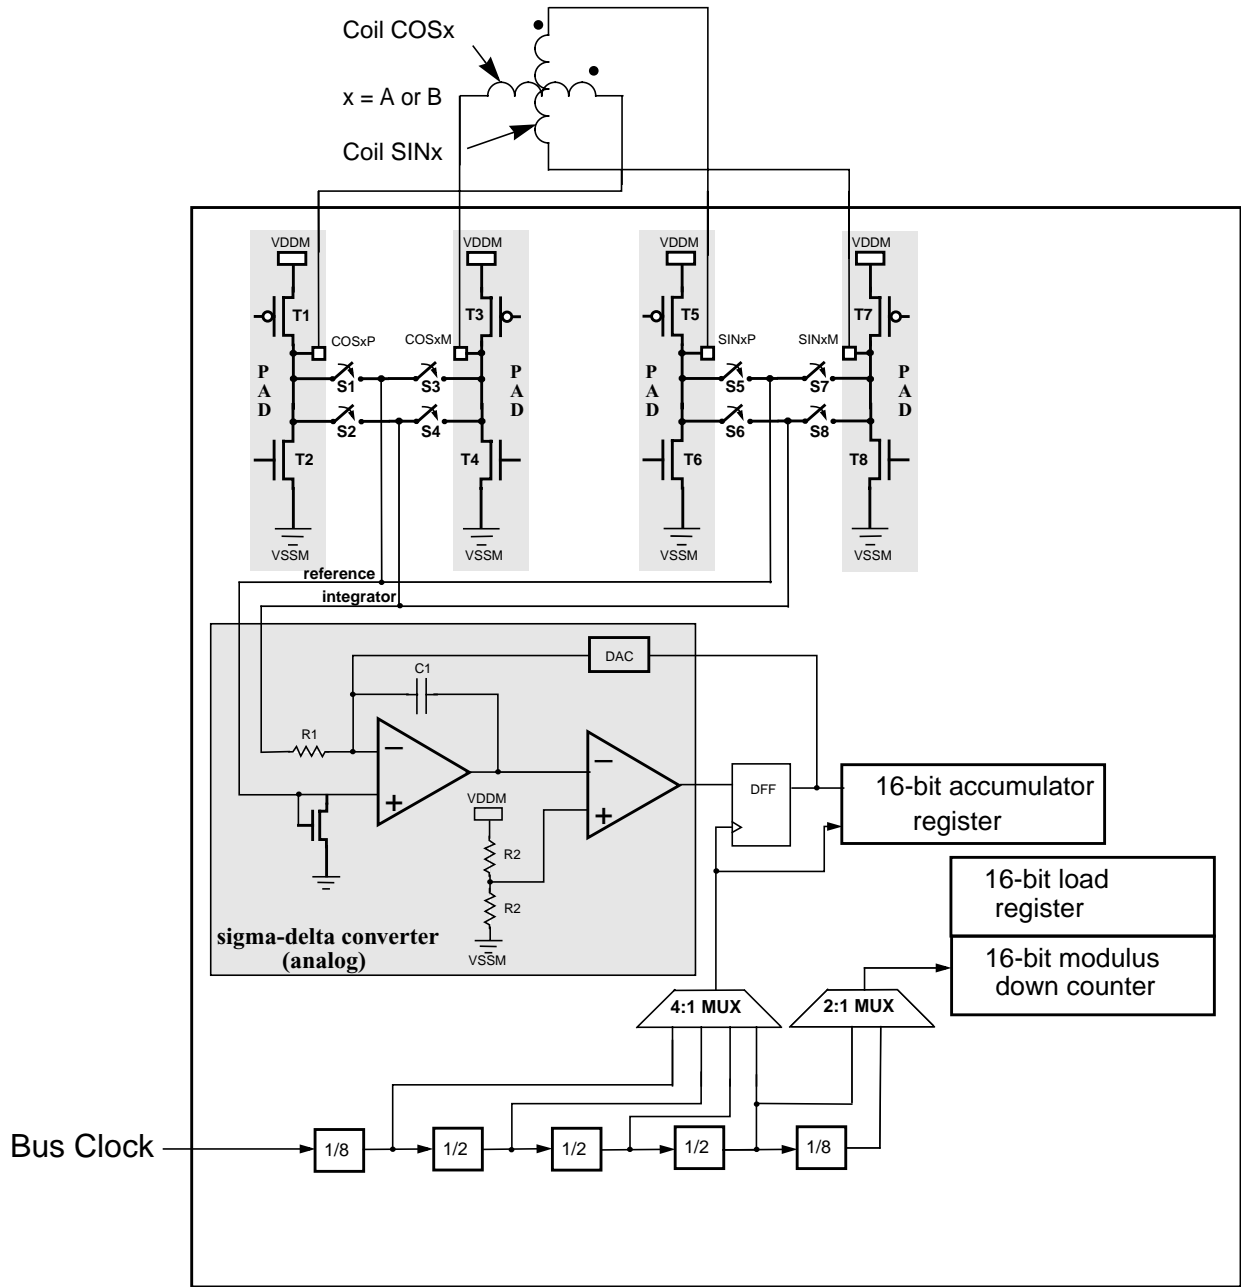 Coil COSx
x = A or B
Coil SINx
VDDM
VDDM
VDDM
VDDM
T1
T3
T5
T7
COSxP
COSxM
SINxP
SINxM
P
A
D
S1
S3
P
A
D
P
A
D
S5
S7
P
A
D
S2
S4
S6
S8
T2
T4
T6
T8
VSSM
VSSM
VSSM
VSSM
reference
integrator
DAC
C1
R1
VDDM
R2
R2
VSSM
DFF
16-bit accumulator
register
16-bit load
register
16-bit modulus
down counter
sigma-delta converter
(analog)
4:1 MUX
2:1 MUX
Bus Clock
1/8
1/2
1/2
1/2
1/8